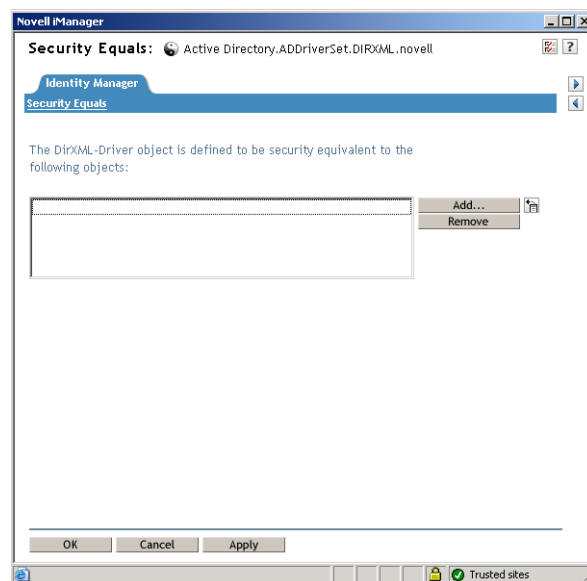 Novell iManager
Security Equals: Active Directory.ADDriverSet.DIRXML.novell
?
Identity Manager
Security Equals
The DirXML-Driver object is defined to be security equivalent to the
following objects:
Add...
Remove
OK Cancel Apply
Trusted sites